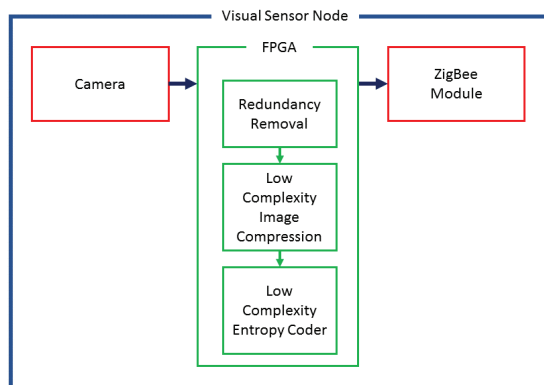 Visual Sensor Node
Camera
FPGA
Redundancy
Removal
Low
Complexity
Image
Compression
Low
Complexity
Entropy Coder
ZigBee
Module